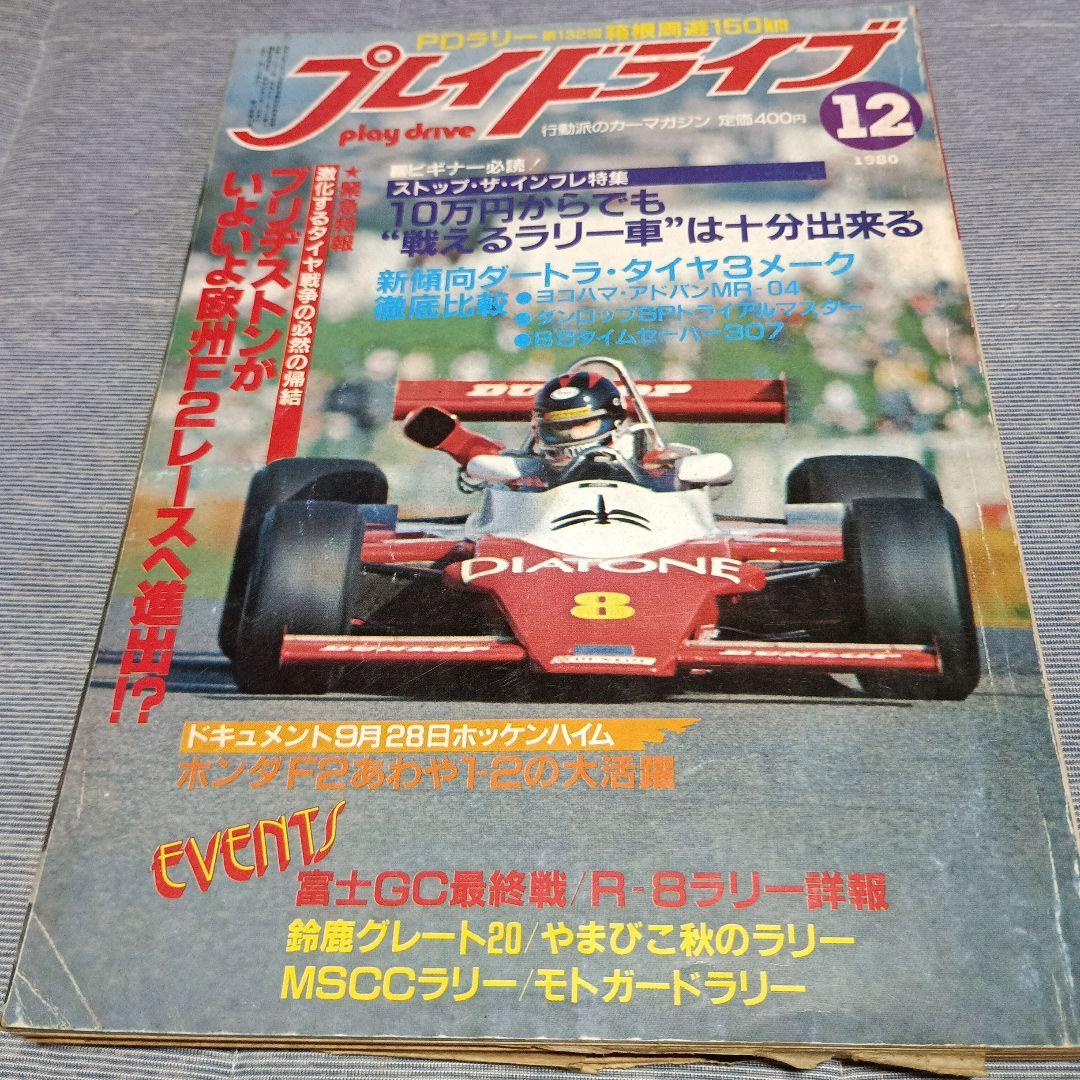 PDラリー第132回箱根周遊150km
プレイドライブ
play drive
行動派のカーマガジン 定価400円
12
1980
■ビギナー必読!
ストップ・ザ・インフレ特集
10万円からでも
“戦えるラリー車”は十分出来る
新傾向ダートラ・タイヤ3メーク
徹底比較
●ヨコハマ・アドバンMR-04
●ダンロップSPトライアルマスター
●BSタイムセーバー307
★緊急特報
激化するタイヤ戦争の必然の帰結
ブリヂストンが
いよいよ欧州F2レースへ進出!?
DUNLOP
DIATONE
8
DUNLOP
DUNLOP
ドキュメント9月28日ホッケンハイム
ホンダF2あわや1-2の大活躍
EVENTS
富士GC最終戦/R-8ラリー詳報
鈴鹿グレート20/やまびこ秋のラリー
MSCCラリー/モトガードラリー